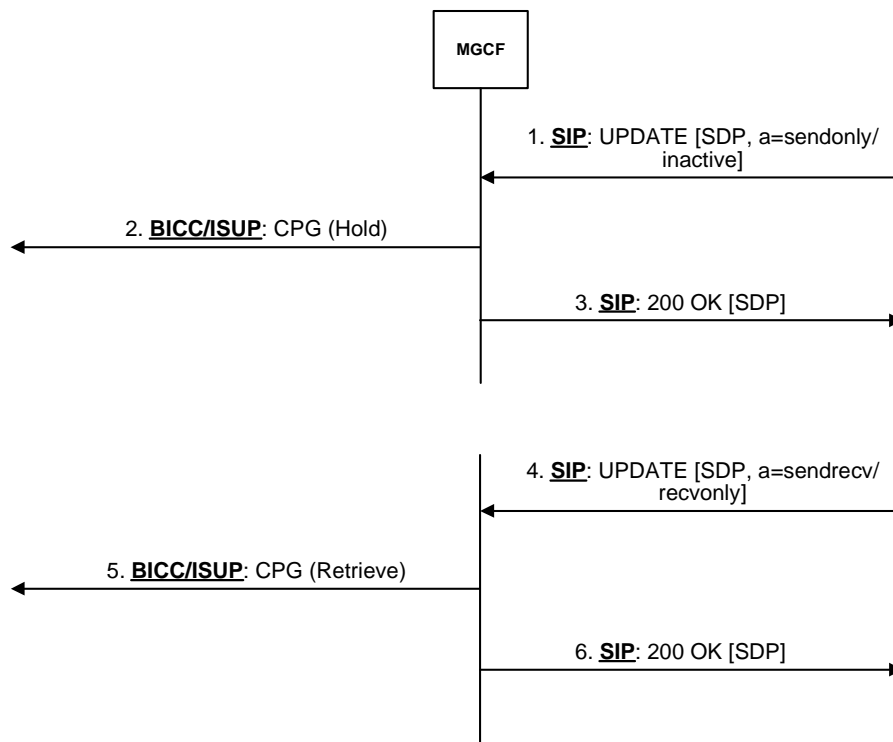 MGCF
1. SIP: UPDATE [SDP, a=sendonly/
inactive]
2. BICC/ISUP: CPG (Hold)
3. SIP: 200 OK [SDP]
4. SIP: UPDATE [SDP, a=sendrecv/
recvonly]
5. BICC/ISUP: CPG (Retrieve)
6. SIP: 200 OK [SDP]